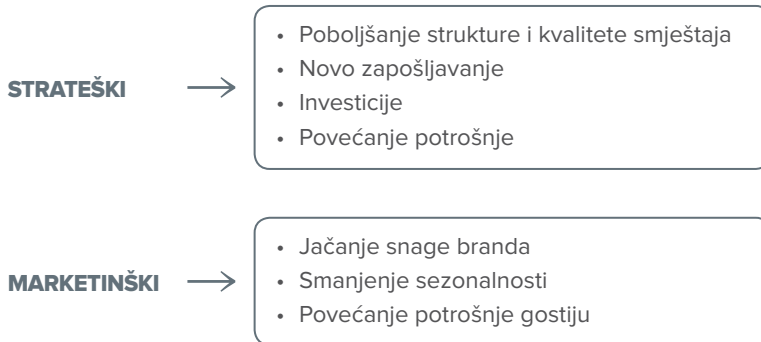 STRATEŠKI
• Poboljšanje strukture i kvalitete smještaja
• Novo zapošljavanje
• Investicije
• Povećanje potrošnje
MARKETINŠKI
• Jačanje snage branda
• Smanjenje sezonalnosti
• Povećanje potrošnje gostiju